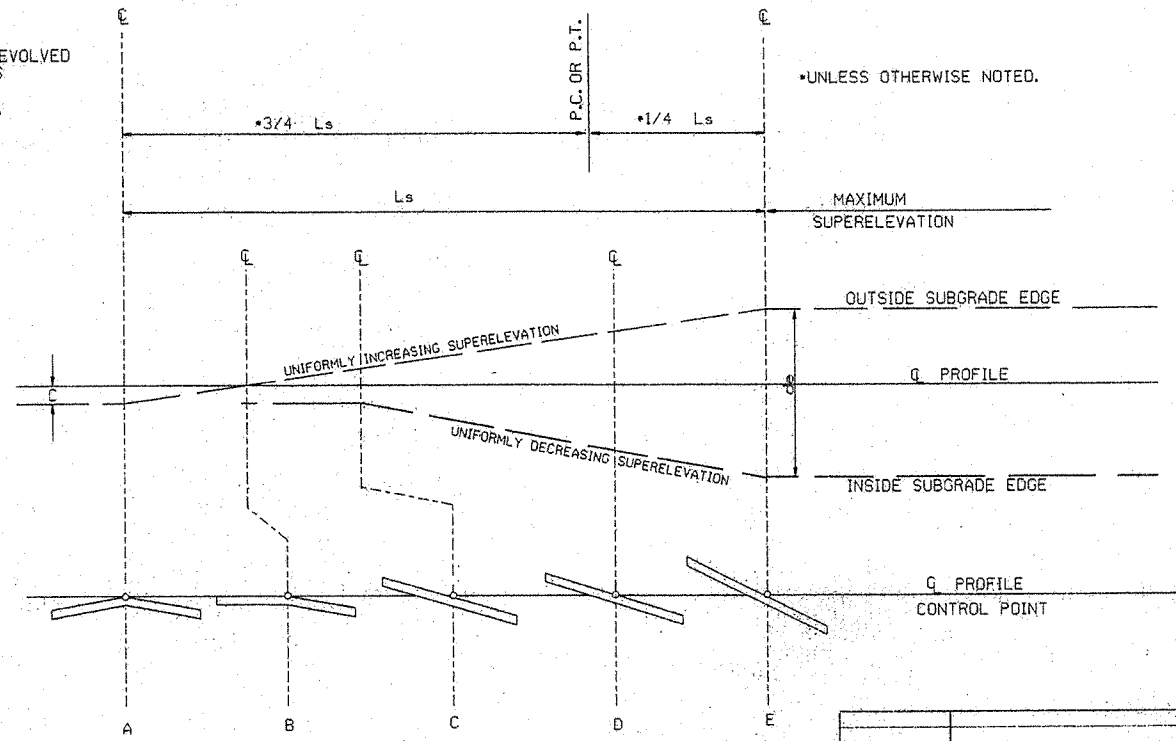 ℄
℄
EVOLVED
P.C. OR P.T.
*UNLESS OTHERWISE NOTED.
*3/4 Ls
*1/4 Ls
Ls
MAXIMUM
SUPERELEVATION
℄
℄
℄
OUTSIDE SUBGRADE EDGE
UNIFORMLY INCREASING SUPERELEVATION
℄ PROFILE
C
UNIFORMLY DECREASING SUPERELEVATION
INSIDE SUBGRADE EDGE
℄ PROFILE
CONTROL POINT
A
B
C
D
E